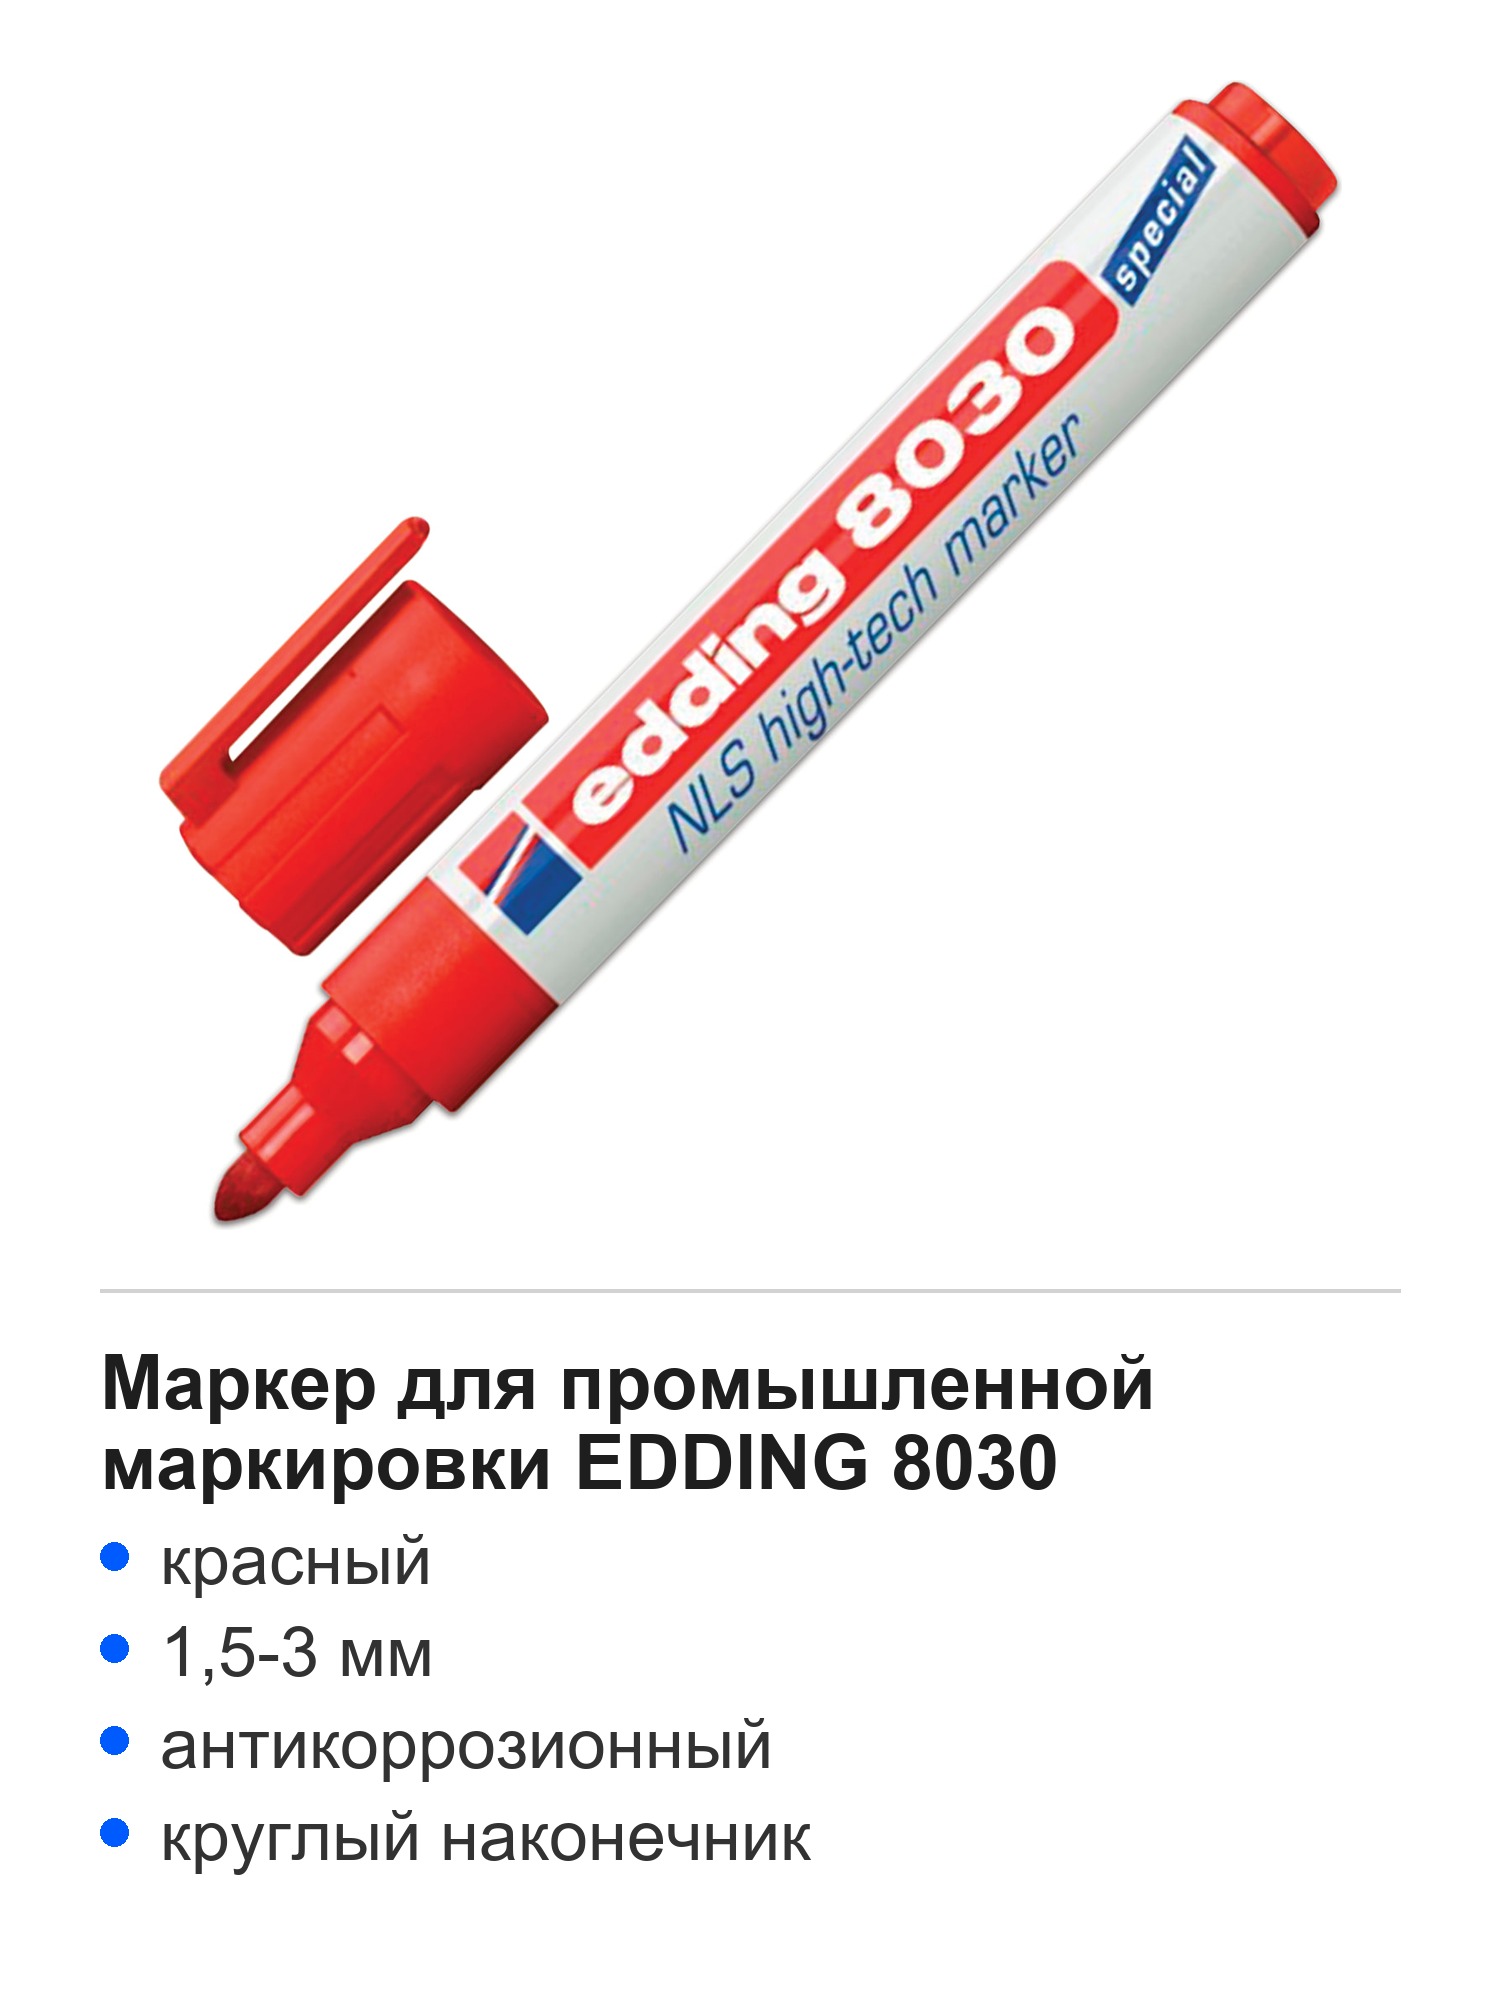 special
edding 8030
NLS high-tech marker
Маркер для промышленной
маркировки EDDING 8030
красный
1,5-3 мм
антикоррозионный
круглый наконечник